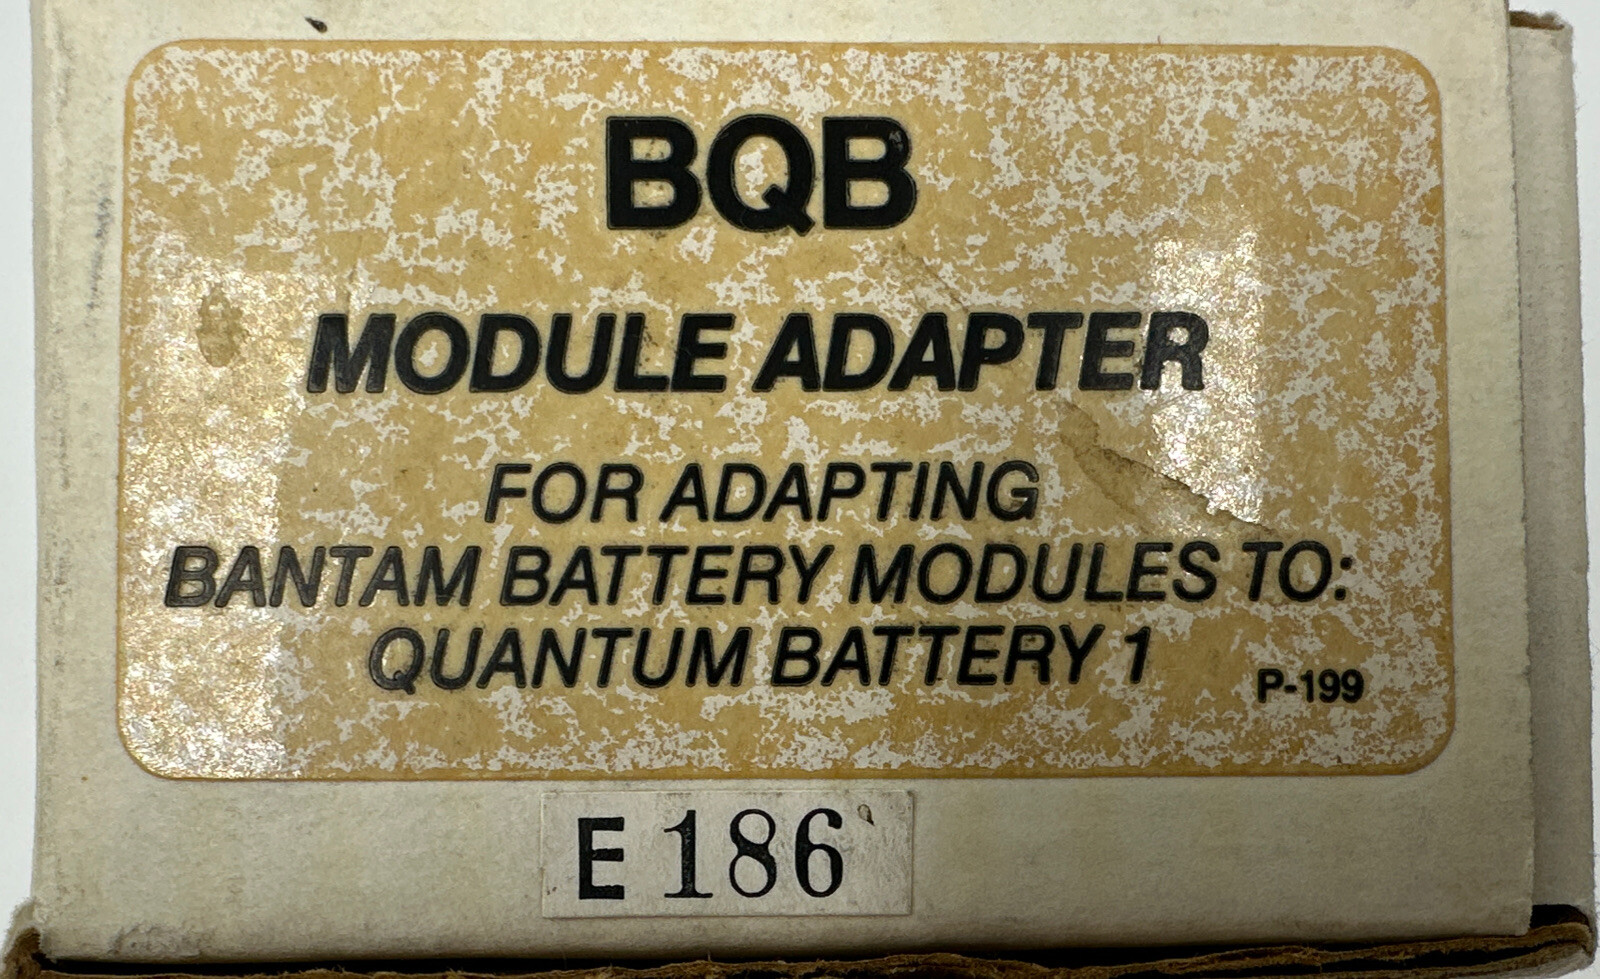 BQB
MODULE ADAPTER
FOR ADAPTING
BANTAM BATTERY MODULES TO:
QUANTUM BATTERY 1
P-199
E 186